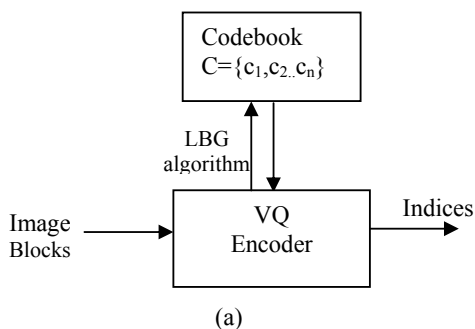 Codebook
C={c₁,c₂..cₙ}
LBG
algorithm
Image
Blocks
VQ
Encoder
Indices
(a)